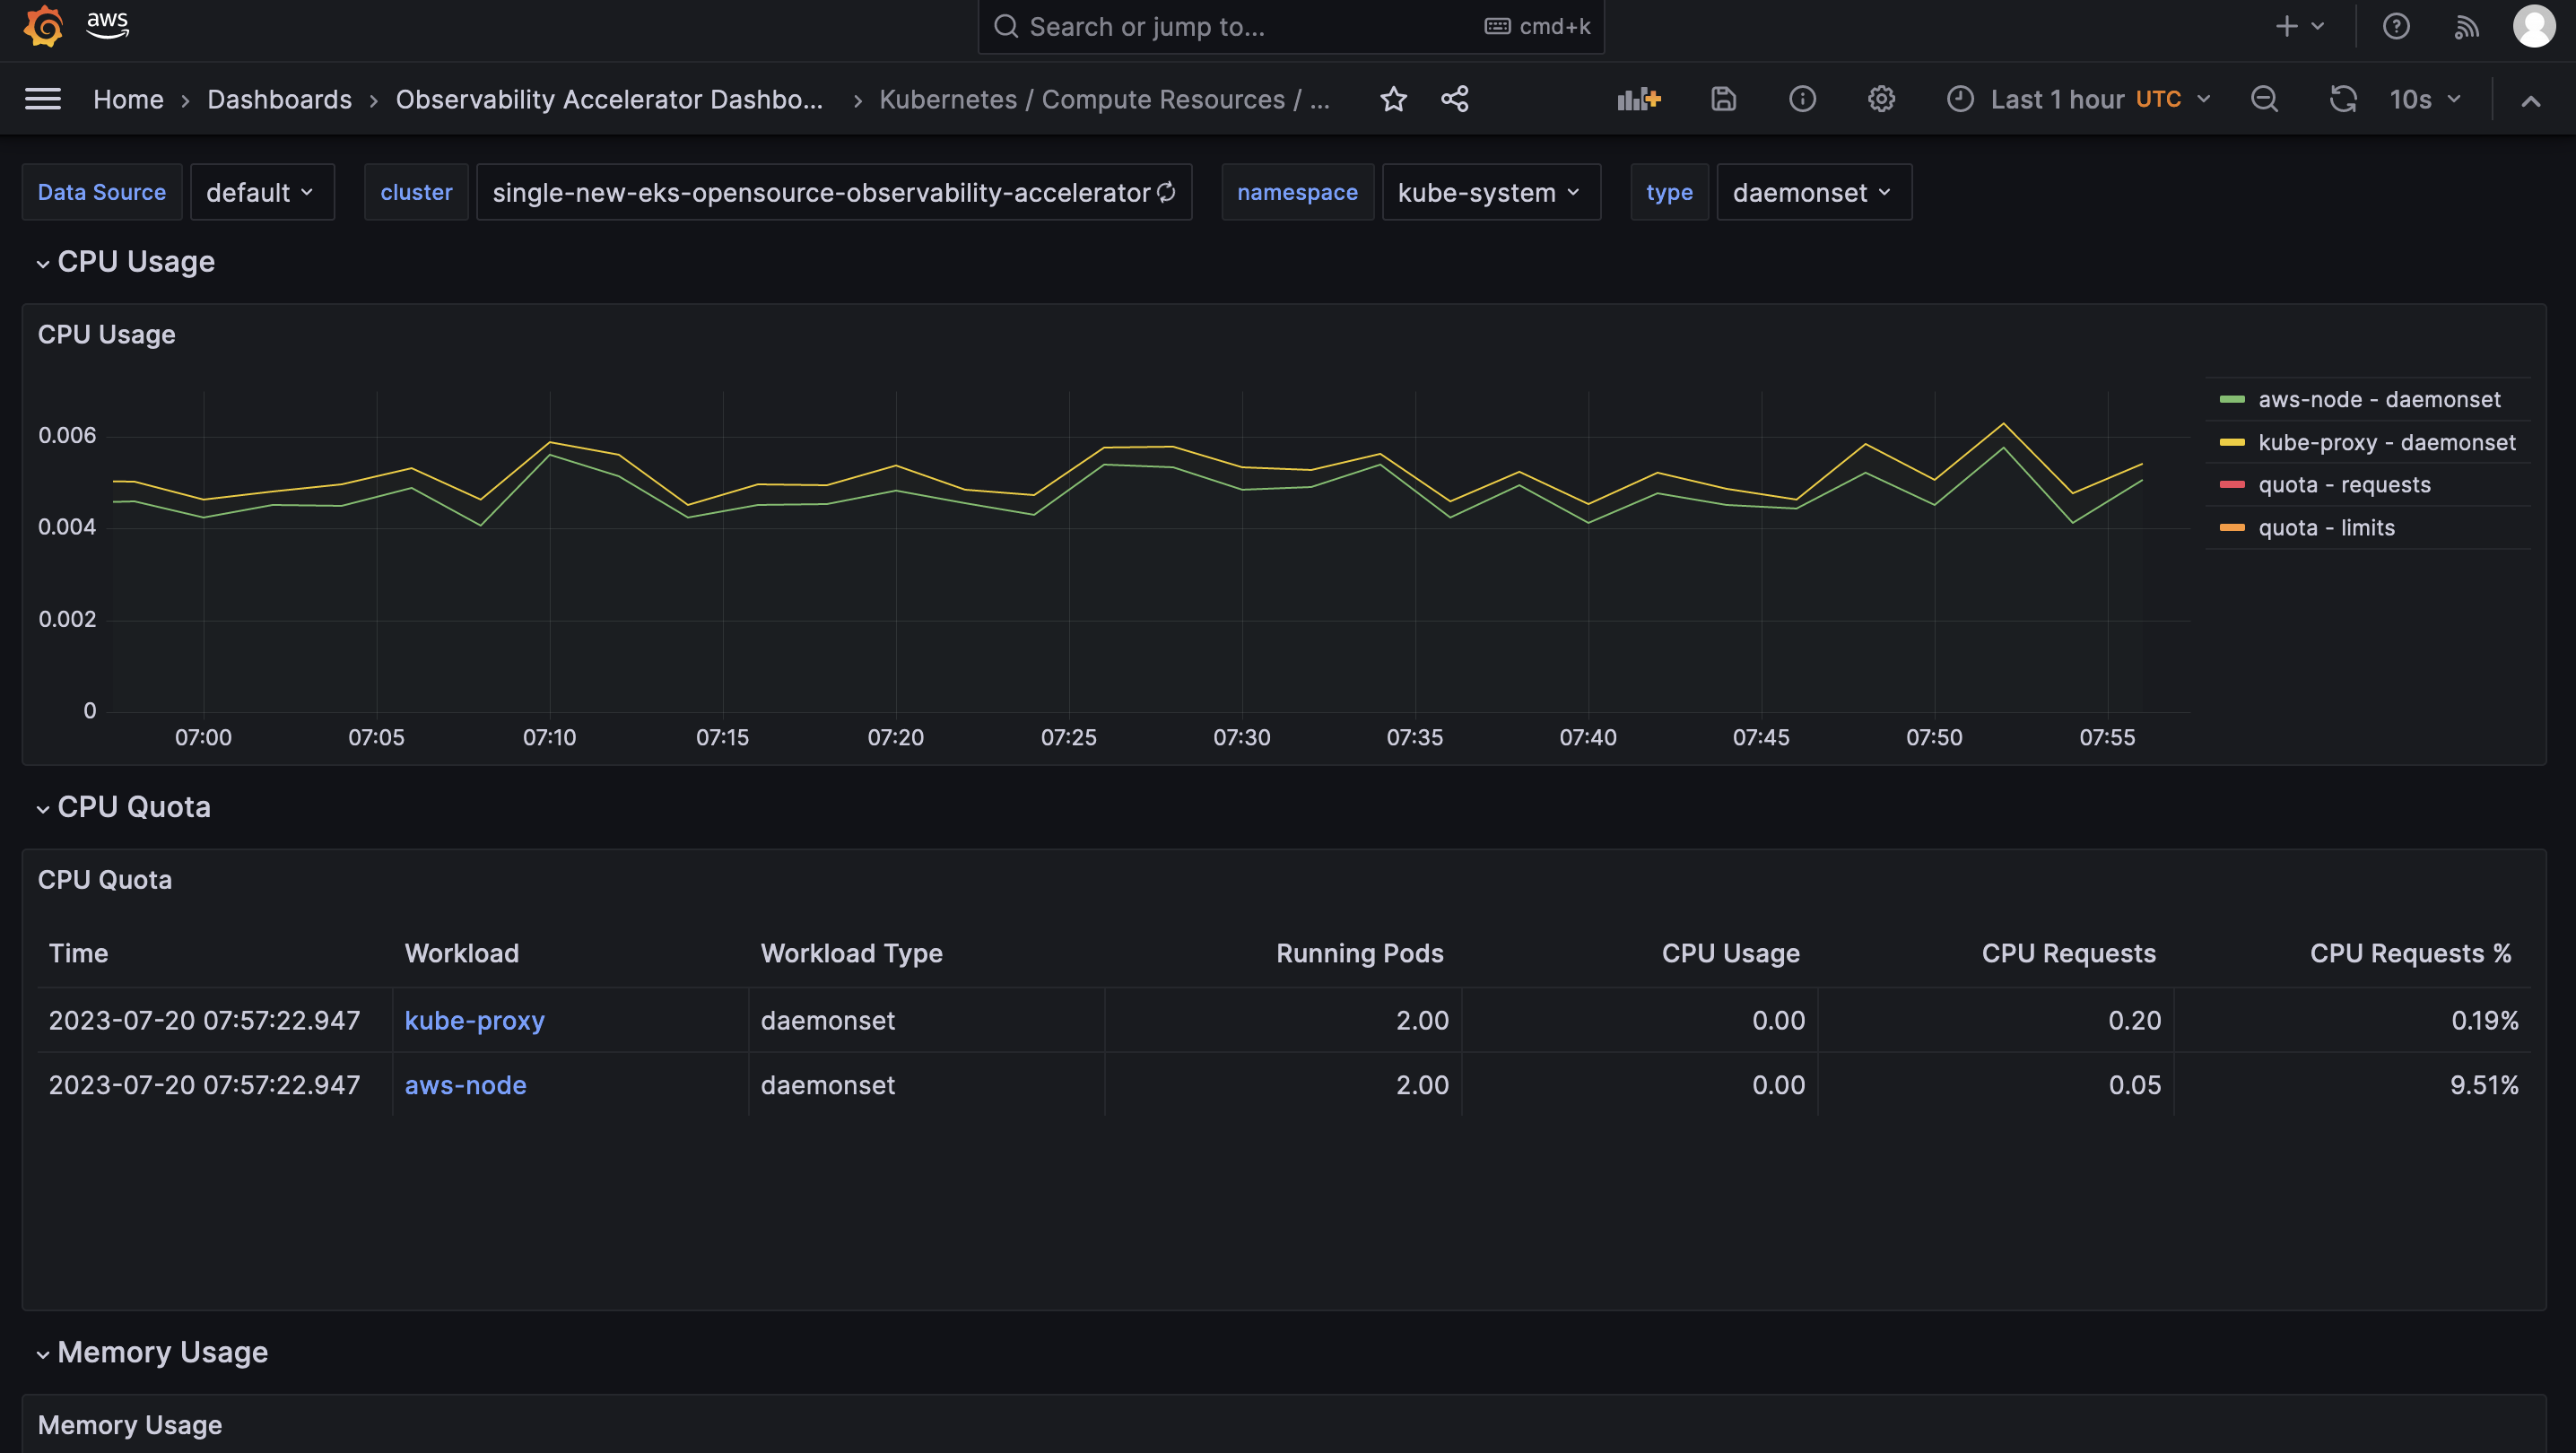 aws
Search or jump to...
cmd+k
Home › Dashboards › Observability Accelerator Dashbo... › Kubernetes / Compute Resources / ...
Last 1 hour UTC
10s
Data Source default
cluster single-new-eks-opensource-observability-accelerator
namespace kube-system
type daemonset
CPU Usage
CPU Usage
0.006
0.004
0.002
0
07:00 07:05 07:10 07:15 07:20 07:25 07:30 07:35 07:40 07:45 07:50 07:55
aws-node - daemonset
kube-proxy - daemonset
quota - requests
quota - limits
CPU Quota
CPU Quota
Time Workload Workload Type Running Pods CPU Usage CPU Requests CPU Requests %
2023-07-20 07:57:22.947 kube-proxy daemonset 2.00 0.00 0.20 0.19%
2023-07-20 07:57:22.947 aws-node daemonset 2.00 0.00 0.05 9.51%
Memory Usage
Memory Usage